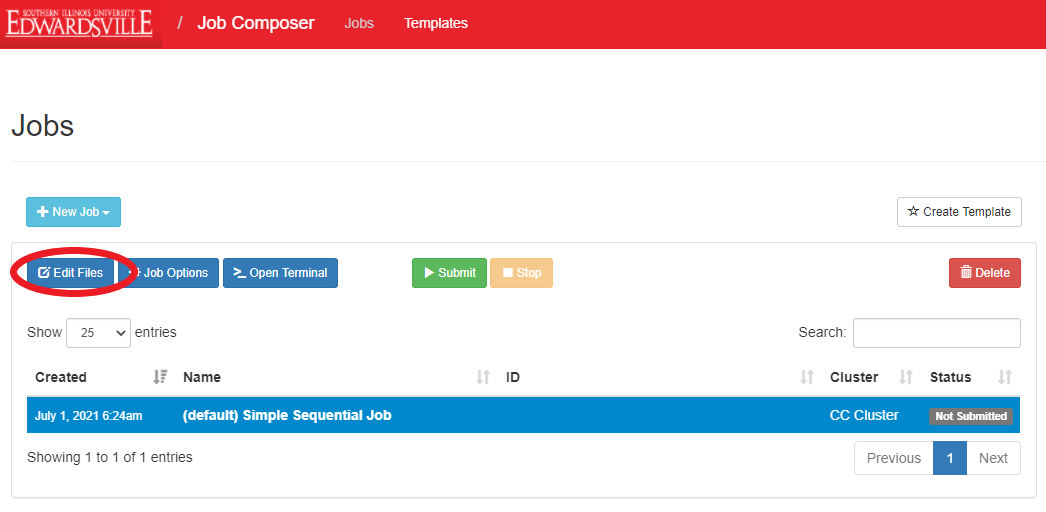 SOUTHERN ILLINOIS UNIVERSITY
EDWARDSVILLE
/ Job Composer Jobs Templates
Jobs
New Job
Create Template
Edit Files Job Options Open Terminal Submit Stop Delete
Show 25 entries Search:
Created Name ID Cluster Status
July 1, 2021 6:24am (default) Simple Sequential Job CC Cluster Not Submitted
Showing 1 to 1 of 1 entries Previous 1 Next